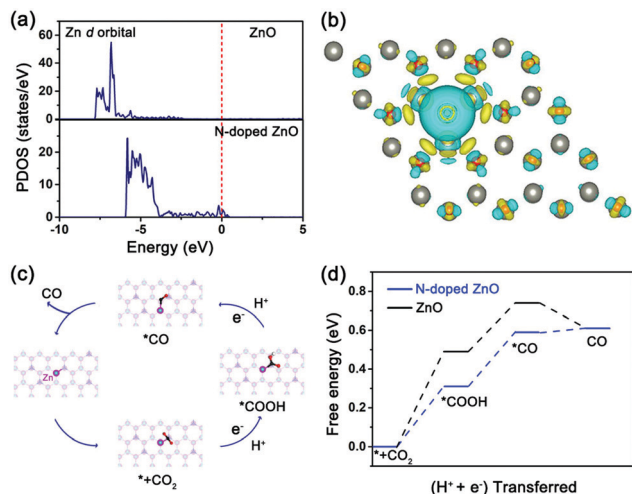 (a)
Zn d orbital
ZnO
60
40
20
0
N-doped ZnO
20
10
0
PDOS (states/eV)
-10
-5
0
5
Energy (eV)
(b)
(c)
CO
*CO
H⁺
e⁻
Zn
*COOH
e⁻
H⁺
*+CO₂
(d)
N-doped ZnO
ZnO
Free energy (eV)
0.8
0.6
0.4
0.2
0.0
*+CO₂
*COOH
*CO
CO
(H⁺ + e⁻) Transferred